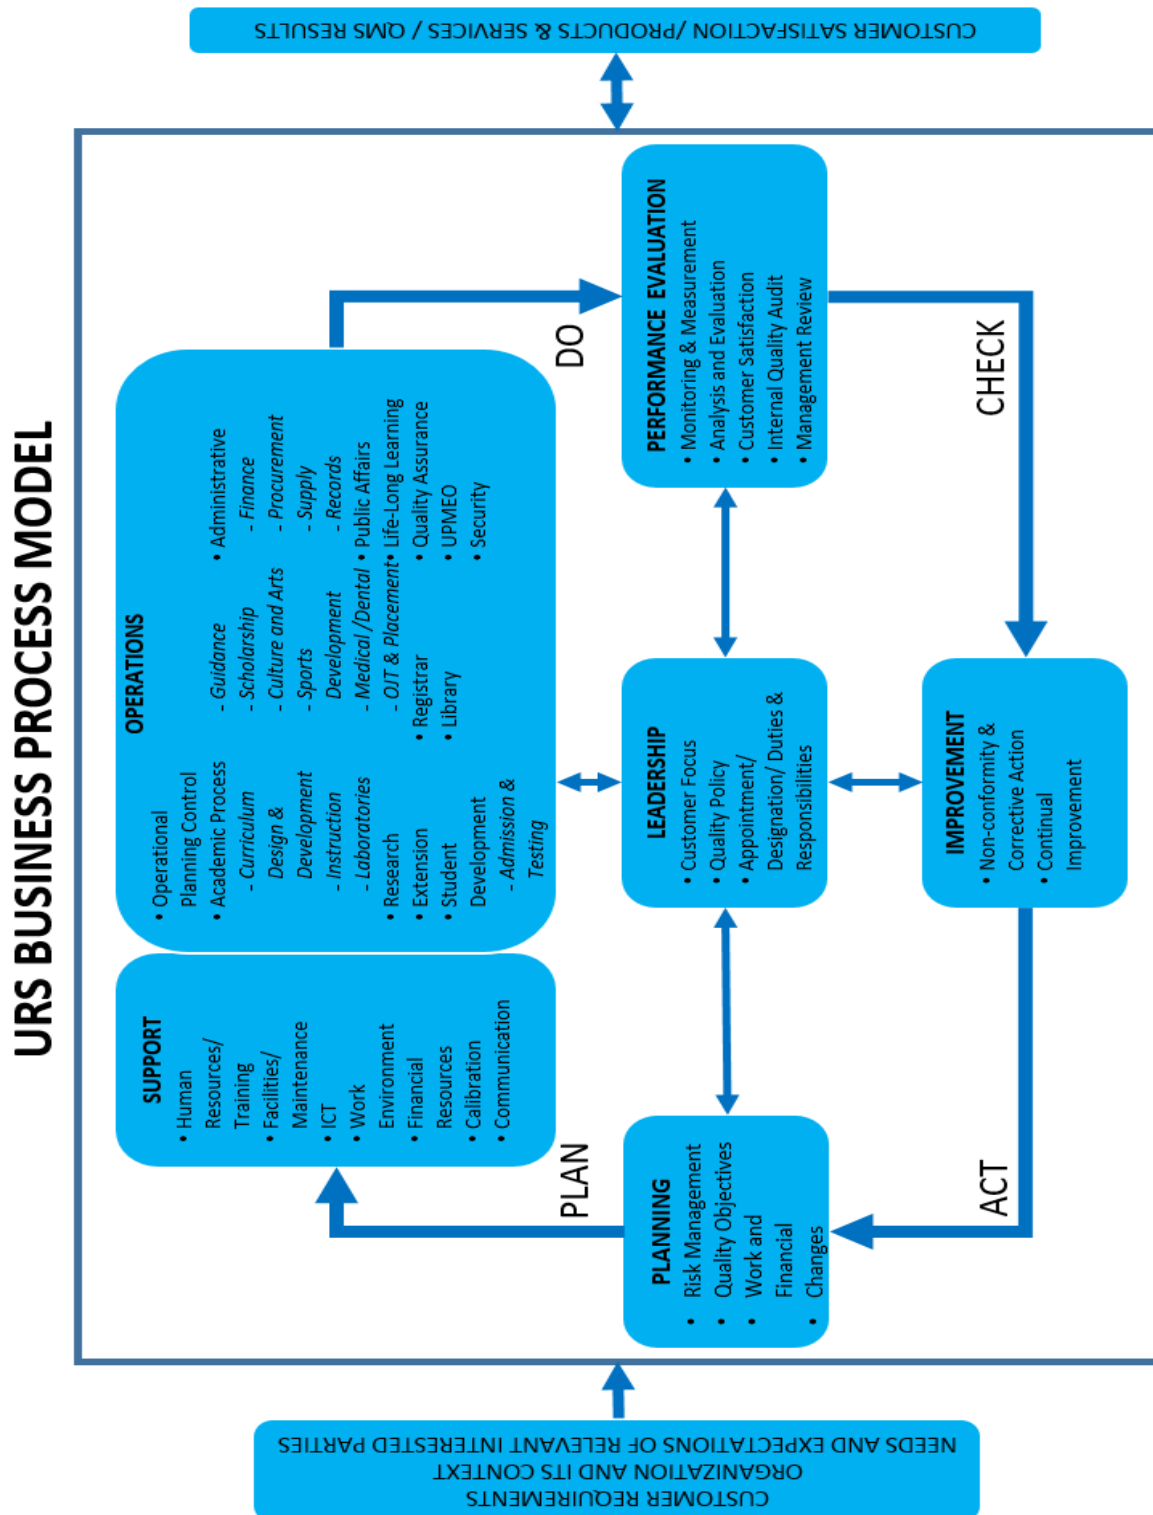 URS BUSINESS PROCESS MODEL
CUSTOMER REQUIREMENTS
ORGANIZATION AND ITS CONTEXT
NEEDS AND EXPECTATIONS OF RELEVANT INTERESTED PARTIES
SUPPORT
• Human
Resources/
Training
• Facilities/
Maintenance
• ICT
• Work
Environment
• Financial
Resources
• Calibration
• Communication
OPERATIONS
• Operational
Planning Control
• Academic Process
- Curriculum
Design &
Development
- Instruction
- Laboratories
• Research
• Extension
• Student
Development
- Admission &
Testing
- Guidance
- Scholarship
- Culture and Arts
- Sports
Development
- Medical /Dental
- OJT & Placement
• Registrar
• Library
• Administrative
- Finance
- Procurement
- Supply
- Records
• Public Affairs
• Life-Long Learning
• Quality Assurance
• UPMEO
• Security
PLAN
DO
PLANNING
• Risk Management
• Quality Objectives
• Work and
Financial
• Changes
LEADERSHIP
• Customer Focus
• Quality Policy
• Appointment/
Designation/ Duties &
Responsibilities
PERFORMANCE EVALUATION
• Monitoring & Measurement
• Analysis and Evaluation
• Customer Satisfaction
• Internal Quality Audit
• Management Review
ACT
CHECK
IMPROVEMENT
• Non-conformity &
Corrective Action
• Continual
Improvement
CUSTOMER SATISFACTION /PRODUCTS & SERVICES / QMS RESULTS